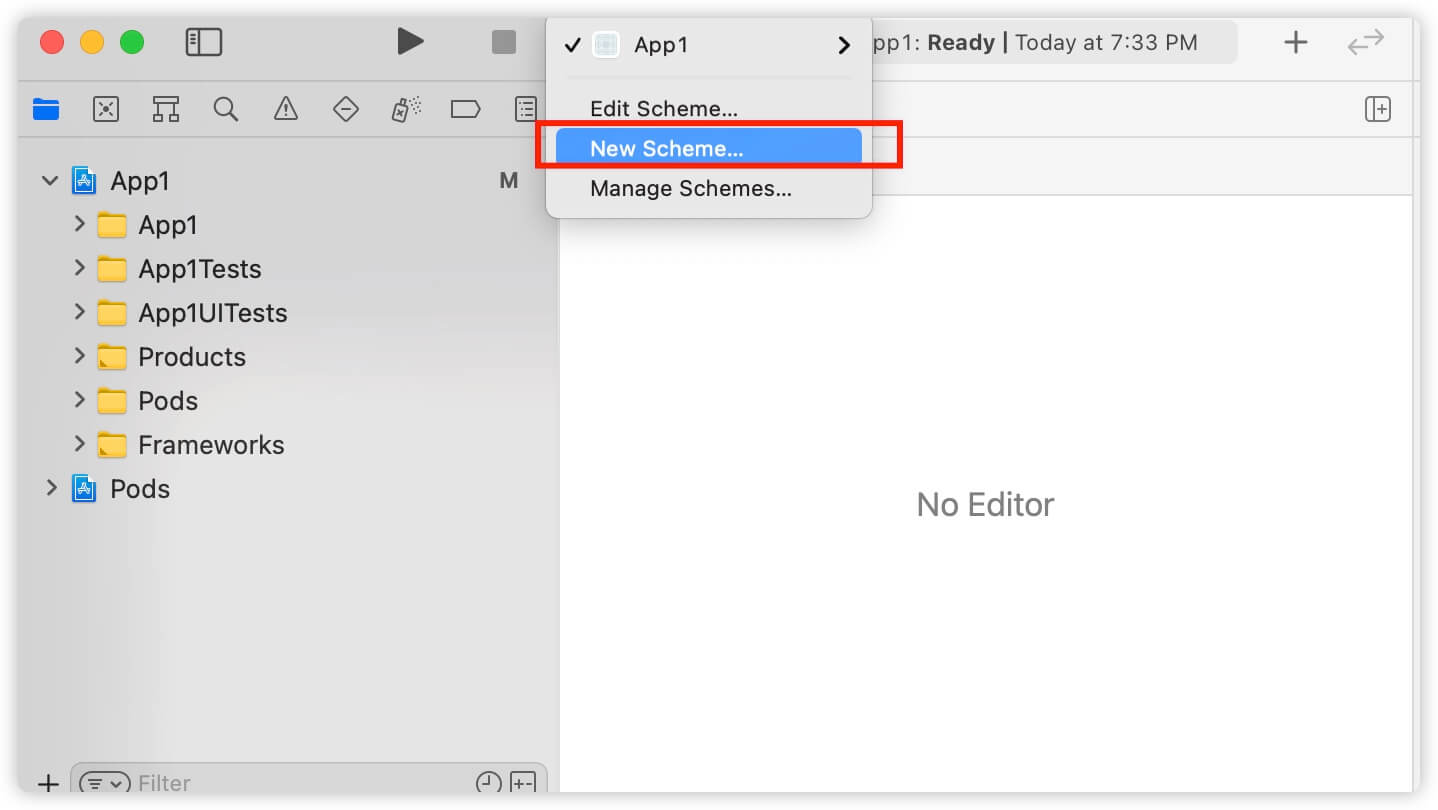 App1
pp1: Ready | Today at 7:33 PM
Edit Scheme...
New Scheme...
Manage Schemes...
App1
M
App1
App1Tests
App1UITests
Products
Pods
Frameworks
Pods
No Editor
Filter